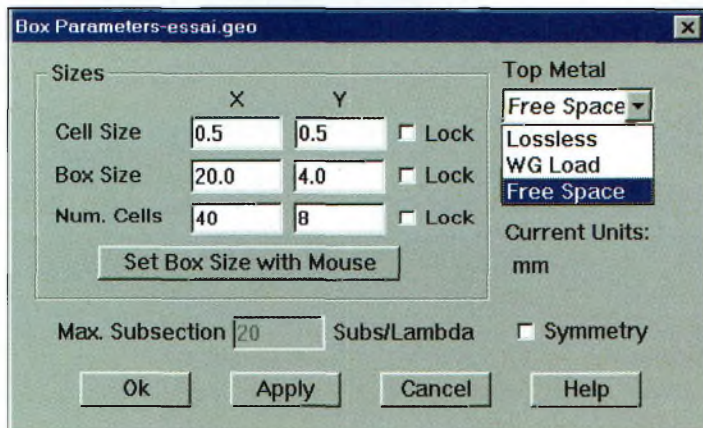 Box Parameters-essai.geo
Sizes
X Y
Cell Size 0.5 0.5 Lock
Box Size 20.0 4.0 Lock
Num. Cells 40 8 Lock
Set Box Size with Mouse
Top Metal
Free Space
Lossless
WG Load
Free Space
Current Units:
mm
Max. Subsection 20 Subs/Lambda Symmetry
Ok Apply Cancel Help